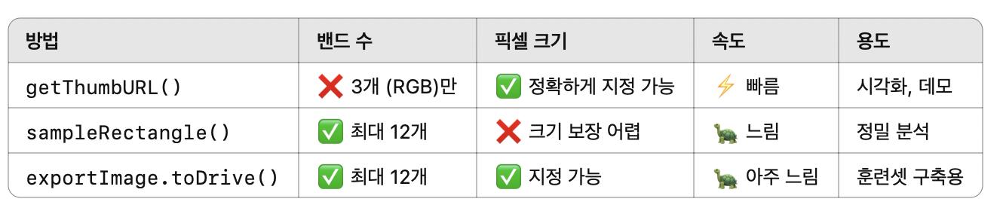 방법 밴드 수 픽셀 크기 속도 용도
getThumbURL() ❌ 3개 (RGB)만 ✅ 정확하게 지정 가능 ⚡ 빠름 시각화, 데모
sampleRectangle() ✅ 최대 12개 ❌ 크기 보장 어렵 🐢 느림 정밀 분석
exportImage.toDrive() ✅ 최대 12개 ✅ 지정 가능 🐢 아주 느림 훈련셋 구축용